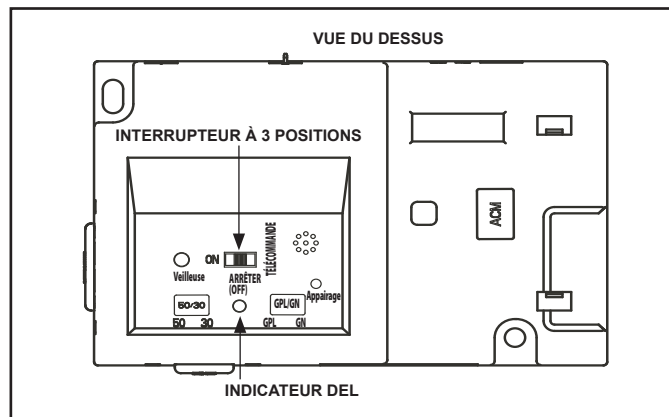 VUE DU DESSUS
INTERRUPTEUR À 3 POSITIONS
TÉLÉCOMMANDE
ON
Veilleuse
ARRÊTER
(OFF)
Appairage
50/30
GPL/GN
50 30
GPL GN
ACM
INDICATEUR DEL